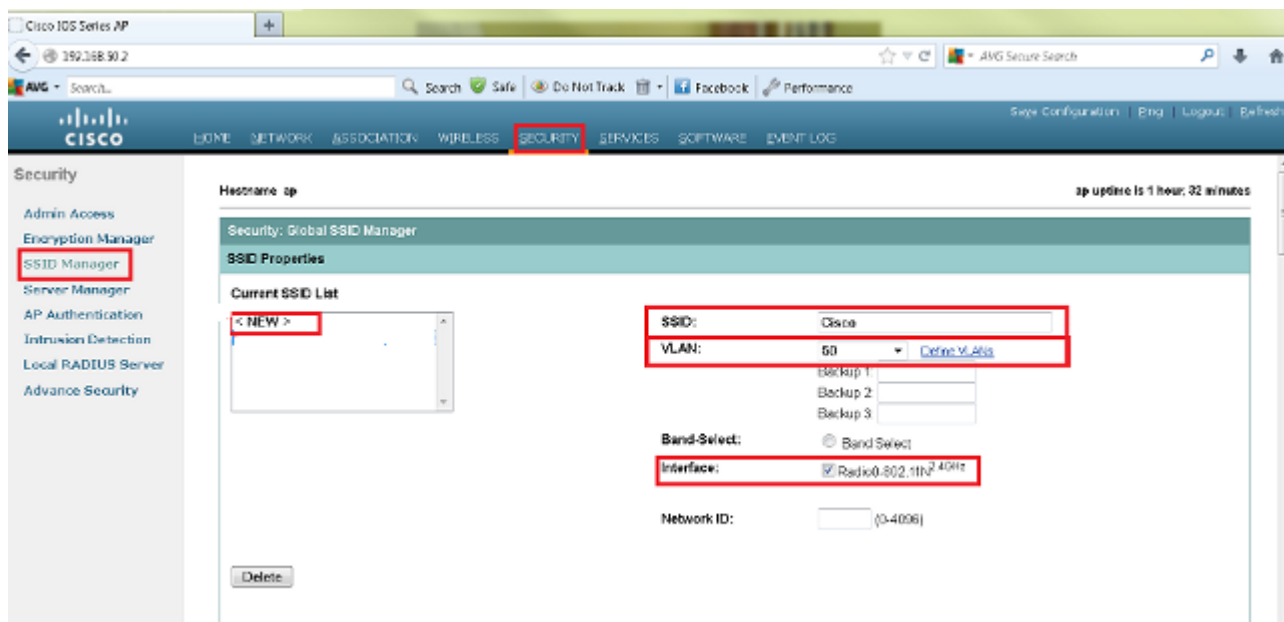 Cisco IOS Series AP
+
192.168.50.2
AVG Secure Search
AVG Search...
Search Safe Do Not Track Facebook Performance
CISCO
Save Configuration | Ping | Logout | Refresh
HOME NETWORK ASSOCIATION WIRELESS SECURITY SERVICES SOFTWARE EVENT LOG
Security
Admin Access
Encryption Manager
SSID Manager
Server Manager
AP Authentication
Intrusion Detection
Local RADIUS Server
Advance Security
Hostname ap
ap uptime is 1 hour, 32 minutes
Security: Global SSID Manager
SSID Properties
Current SSID List
< NEW >
Delete
SSID: Cisco
VLAN: 50 Define VLANs
Backup 1:
Backup 2:
Backup 3:
Band-Select: Band Select
Interface: Radio0-802.11N 2.4GHz
Network ID: (0-4096)